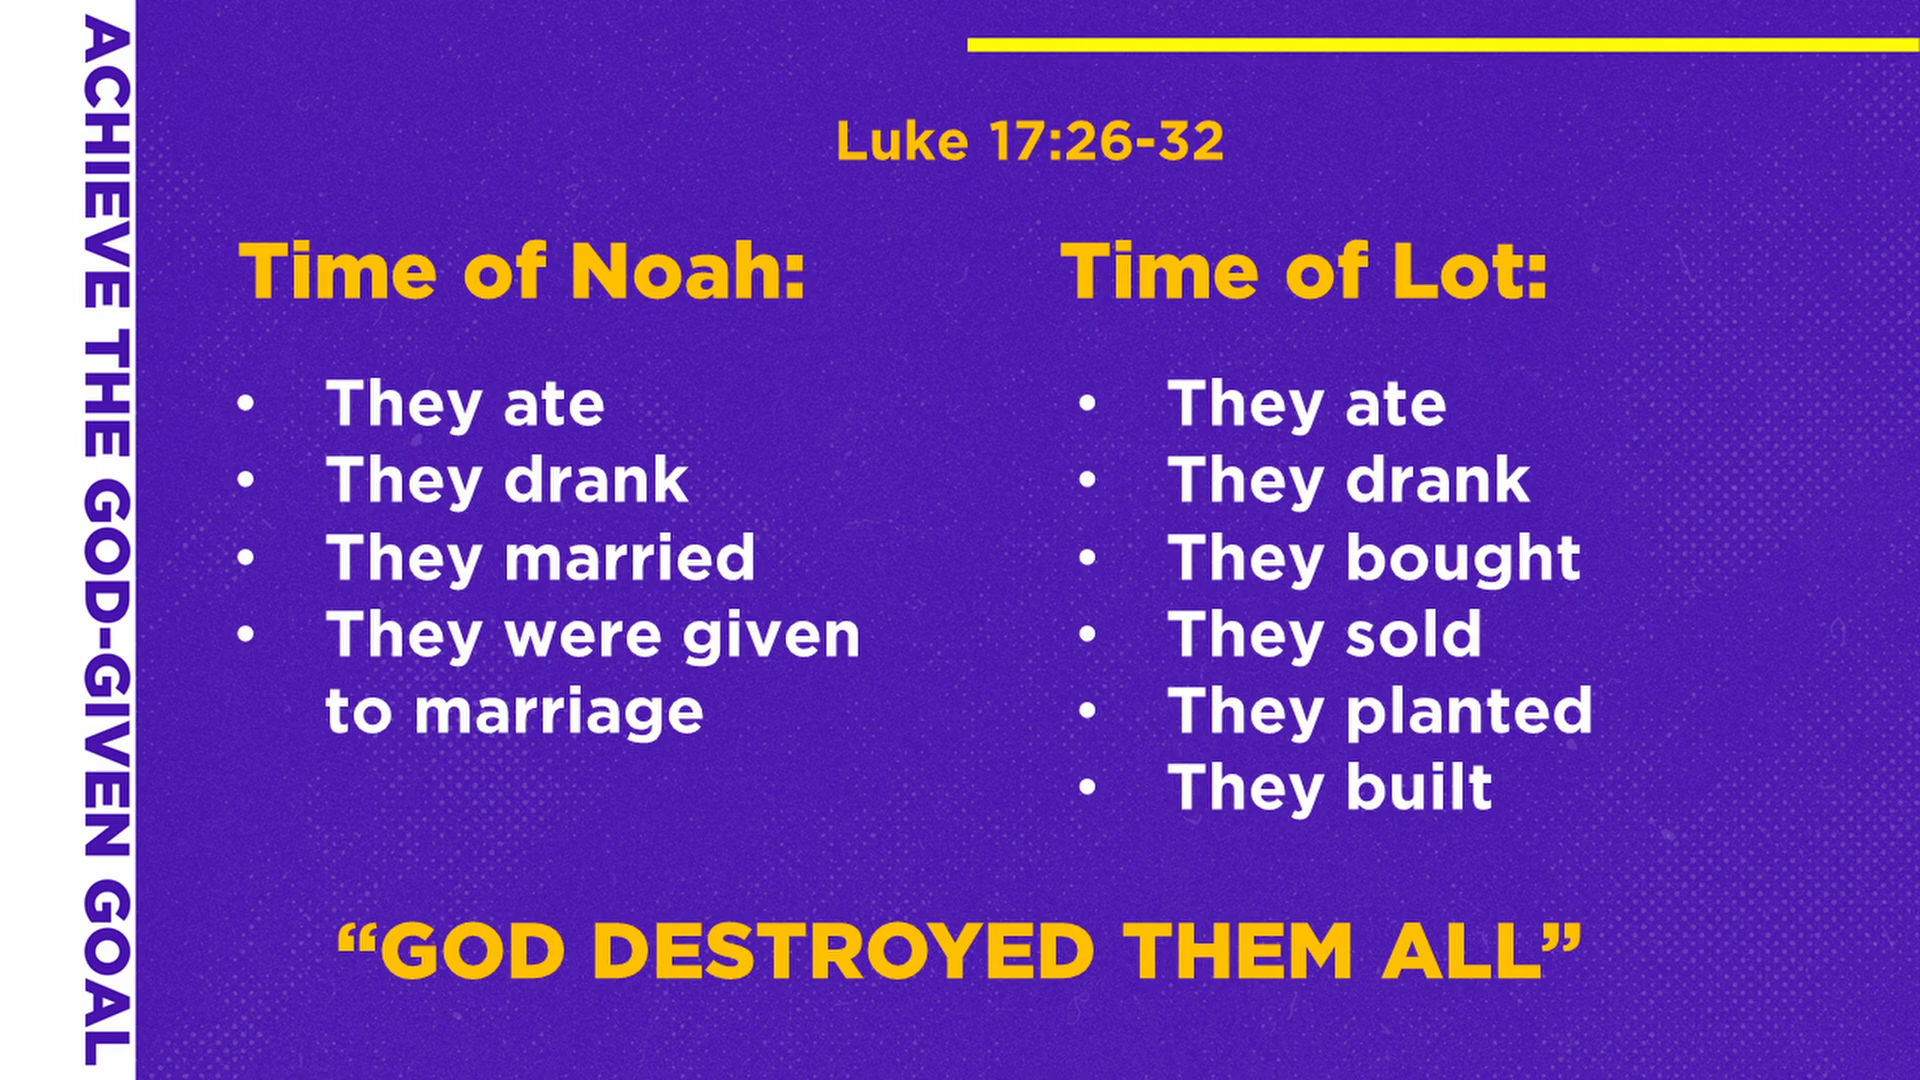 ACHIEVE THE GOD-GIVEN GOAL
Luke 17:26-32
Time of Noah:
• They ate
• They drank
• They married
• They were given
to marriage
Time of Lot:
• They ate
• They drank
• They bought
• They sold
• They planted
• They built
“GOD DESTROYED THEM ALL”